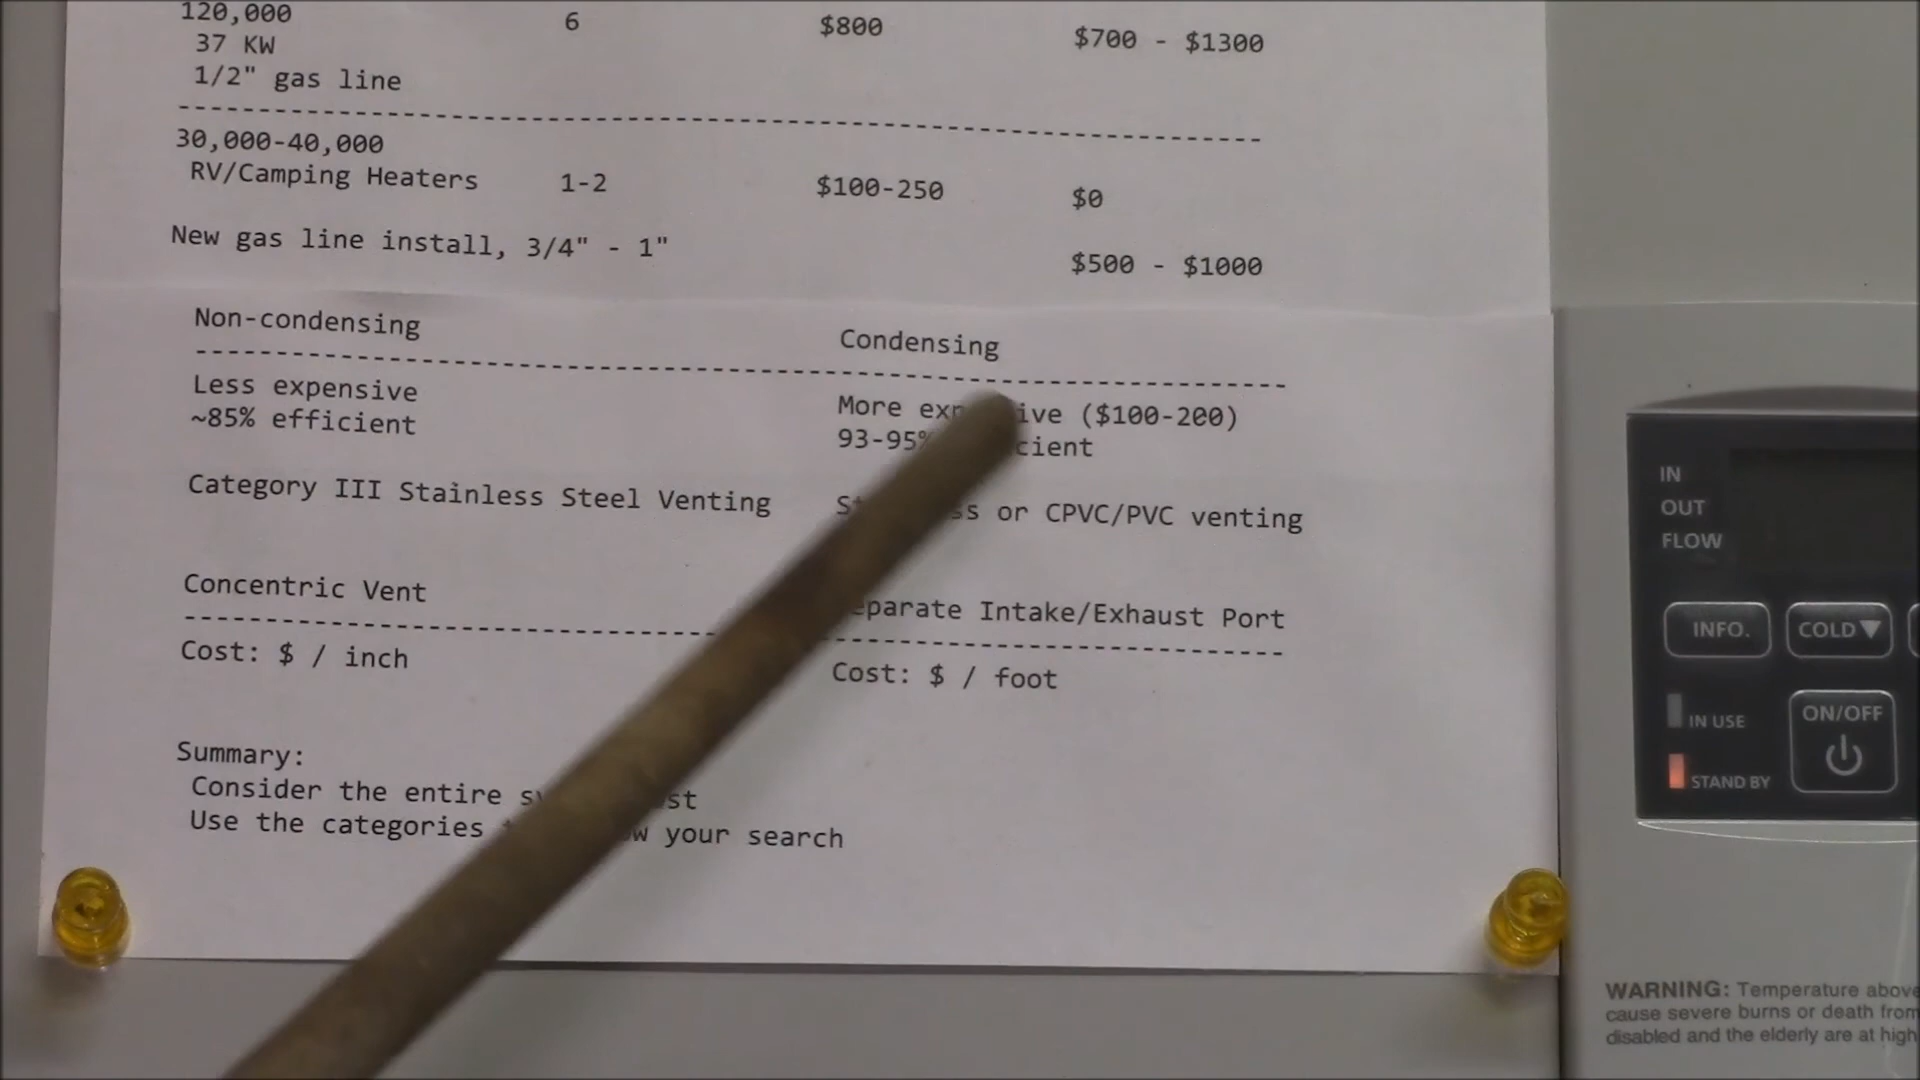 120,000 6 $800 $700 - $1300
37 KW
1/2" gas line
30,000-40,000
RV/Camping Heaters 1-2 $100-250 $0
New gas line install, 3/4" - 1" $500 - $1000
Non-condensing Condensing
Less expensive More ($100-200)
~85% efficient 93-95%
Category III Stainless Steel Venting or CPVC/PVC venting
Concentric Vent Separate Intake/Exhaust Port
Cost: $ / inch Cost: $ / foot
Summary:
Consider the entire
Use the categories your search
IN
OUT
FLOW
INFO. COLD▼
IN USE ON/OFF
STAND BY
WARNING: Temperature above
cause severe burns or death from
disabled and the elderly are at high